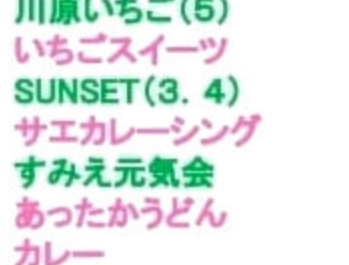 川原いちご(5)
いちごスイーツ
SUNSET(3．4)
サエカレーシング
すみえ元気会
あったかうどん
カレー